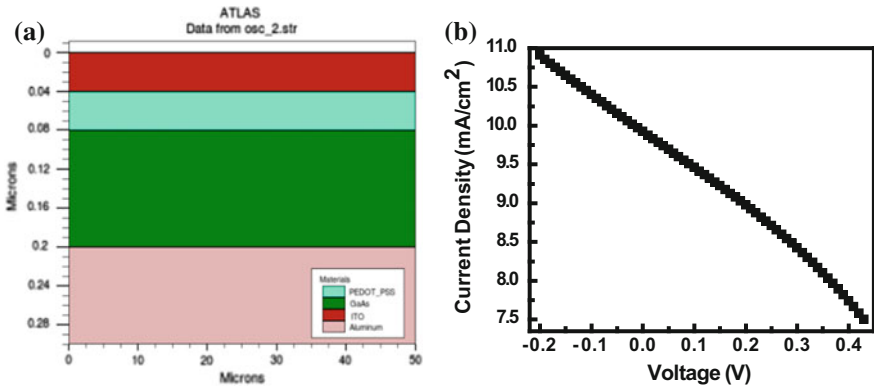 (a)
ATLAS
Data from osc_2.str
0
0.04
0.08
0.12
0.16
0.2
0.24
0.28
Microns
0
10
20
30
40
50
Microns
Materials
PEDOT_PSS
GaAs
ITO
Aluminum
(b)
11.0
10.5
10.0
9.5
9.0
8.5
8.0
7.5
Current Density (mA/cm²)
-0.2
-0.1
0.0
0.1
0.2
0.3
0.4
Voltage (V)